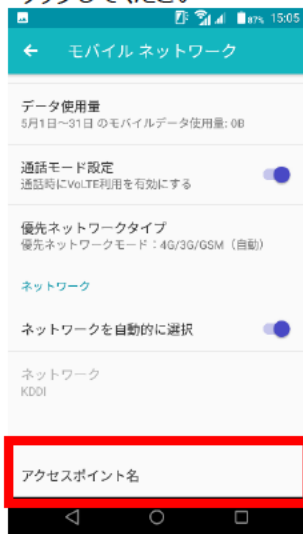 87% 15:05
モバイル ネットワーク
データ使用量
5月1日～31日 のモバイルデータ使用量: 0B
通話モード設定
通話時にVoLTE利用を有効にする
優先ネットワークタイプ
優先ネットワークモード：4G/3G/GSM（自動）
ネットワーク
ネットワークを自動的に選択
ネットワーク
KDDI
アクセスポイント名